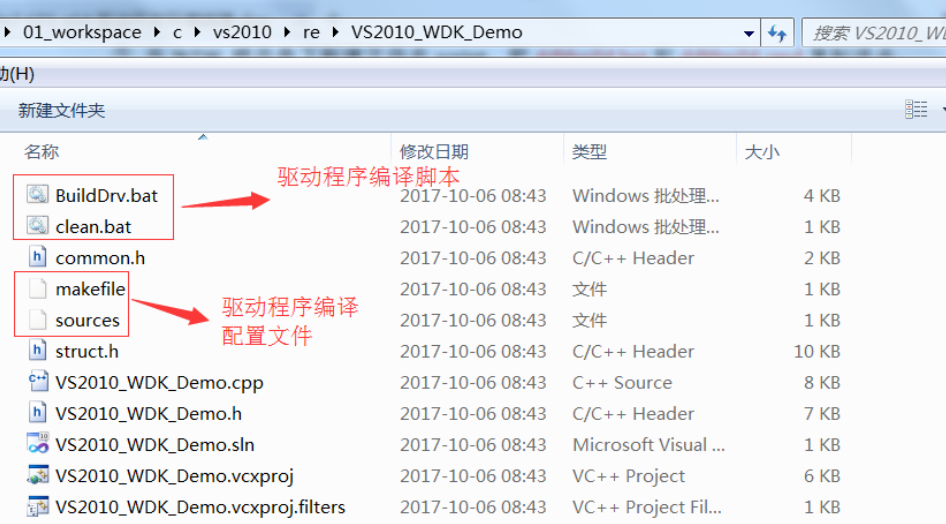 01_workspace ▸ c ▸ vs2010 ▸ re ▸ VS2010_WDK_Demo
搜索 VS2010_WD
助(H)
新建文件夹
名称 修改日期 类型 大小
驱动程序编译脚本
BuildDrv.bat 2017-10-06 08:43 Windows 批处理... 4 KB
clean.bat 2017-10-06 08:43 Windows 批处理... 1 KB
common.h 2017-10-06 08:43 C/C++ Header 2 KB
makefile 2017-10-06 08:43 文件 1 KB
驱动程序编译
配置文件
sources 2017-10-06 08:43 文件 1 KB
struct.h 2017-10-06 08:43 C/C++ Header 10 KB
VS2010_WDK_Demo.cpp 2017-10-06 08:43 C++ Source 8 KB
VS2010_WDK_Demo.h 2017-10-06 08:43 C/C++ Header 7 KB
VS2010_WDK_Demo.sln 2017-10-06 08:43 Microsoft Visual ... 1 KB
VS2010_WDK_Demo.vcxproj 2017-10-06 08:43 VC++ Project 6 KB
VS2010_WDK_Demo.vcxproj.filters 2017-10-06 08:43 VC++ Project Fil... 1 KB